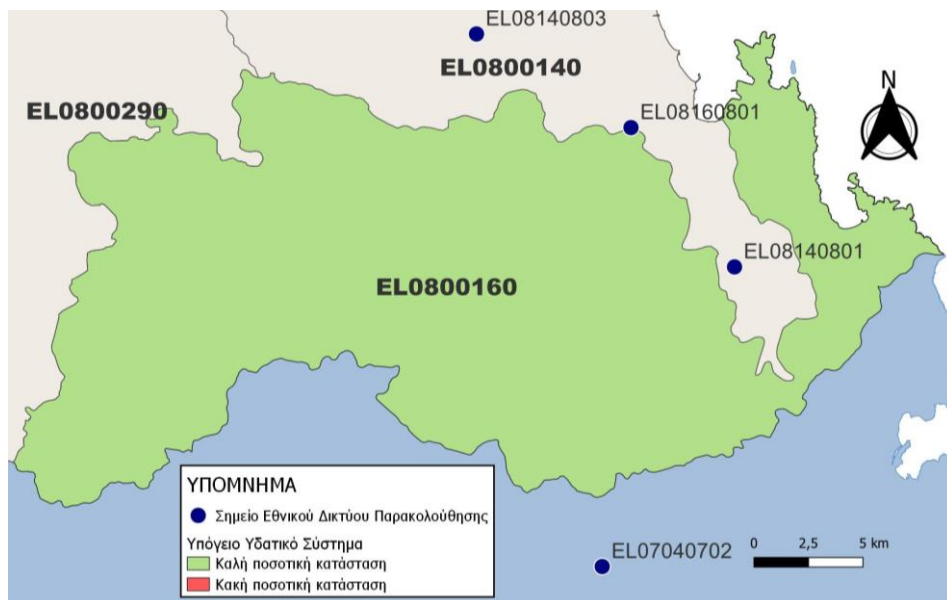 EL08140803
EL0800140
EL0800290
EL08160801
N
EL08140801
EL0800160
ΥΠΟΜΝΗΜΑ
Σημείο Εθνικού Δικτύου Παρακολούθησης
Υπόγειο Υδατικό Σύστημα
Καλή ποσοτική κατάσταση
Κακή ποσοτική κατάσταση
EL07040702
0 2,5 5 km